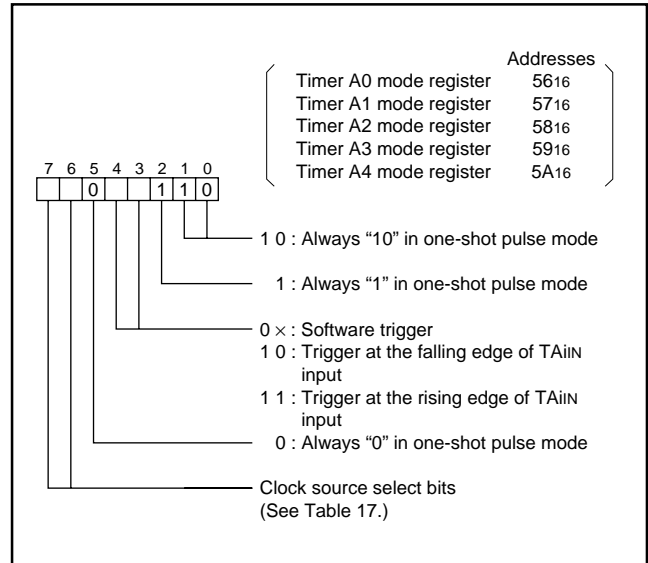 Addresses
Timer A0 mode register 5616
Timer A1 mode register 5716
Timer A2 mode register 5816
Timer A3 mode register 5916
Timer A4 mode register 5A16
7 6 5 4 3 2 1 0
0 1 1 0
1 0 : Always “10” in one-shot pulse mode
1 : Always “1” in one-shot pulse mode
0 × : Software trigger
1 0 : Trigger at the falling edge of TAiIN
input
1 1 : Trigger at the rising edge of TAiIN
input
0 : Always “0” in one-shot pulse mode
Clock source select bits
(See Table 17.)